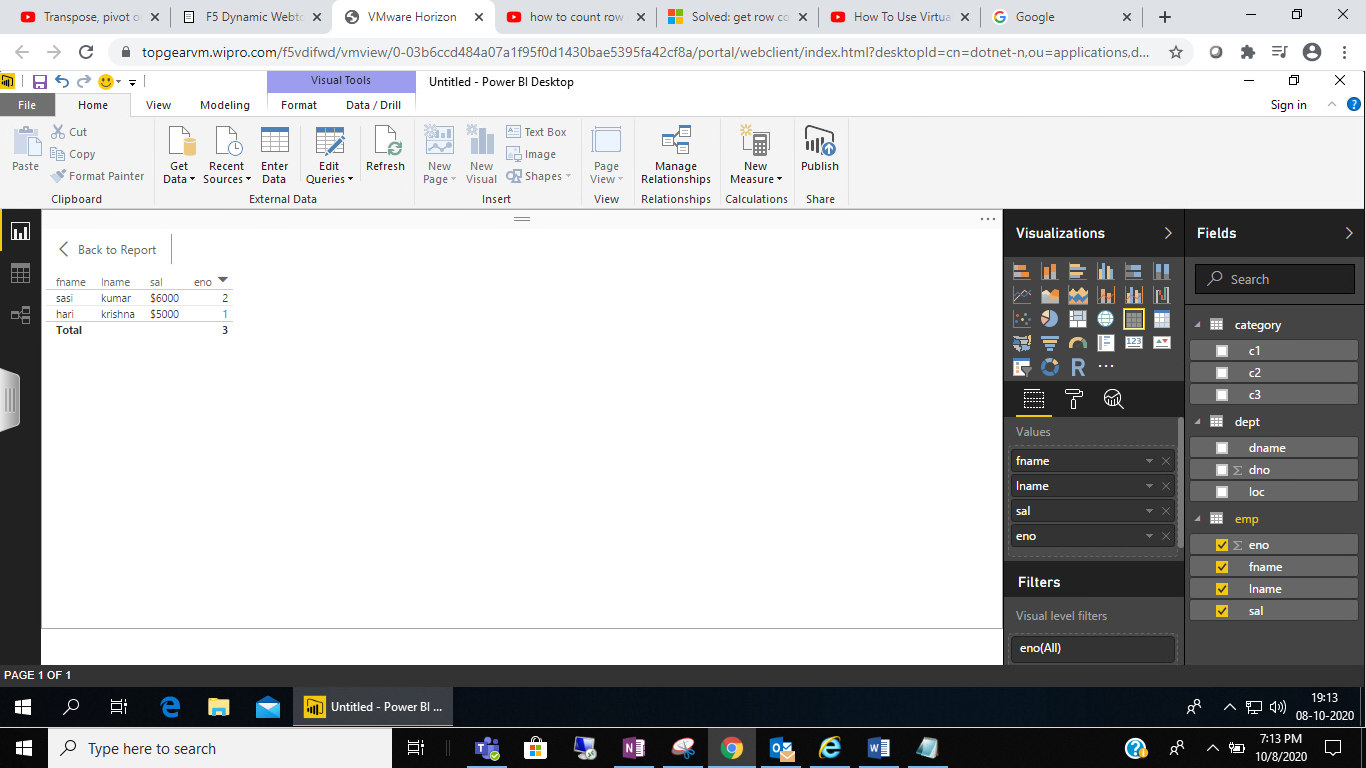 Transpose, pivot o
F5 Dynamic Webto
VMware Horizon
how to count row
Solved: get row co
How To Use Virtua
Google
topgearvm.wipro.com/f5vdifwd/vmview/0-03b6ccd484a07a1f95f0d1430bae5395fa42cf8a/portal/webclient/index.html?desktopId=cn=dotnet-n,ou=applications,d...
Visual Tools
Untitled - Power BI Desktop
File
Home
View
Modeling
Format
Data / Drill
Sign in
Paste
Cut
Copy
Format Painter
Clipboard
Get Data
Recent Sources
Enter Data
Edit Queries
Refresh
External Data
New Page
New Visual
Text Box
Image
Shapes
Insert
Page View
View
Manage Relationships
Relationships
New Measure
Calculations
Publish
Share
Back to Report
fname lname sal eno
sasi kumar $6000 2
hari krishna $5000 1
Total 3
Visualizations
123
R
Values
fname
lname
sal
eno
Filters
Visual level filters
eno(All)
Fields
Search
category
c1
c2
c3
dept
dname
Σ dno
loc
emp
Σ eno
fname
lname
sal
PAGE 1 OF 1
Untitled - Power BI ...
19:13
08-10-2020
Type here to search
7:13 PM
10/8/2020